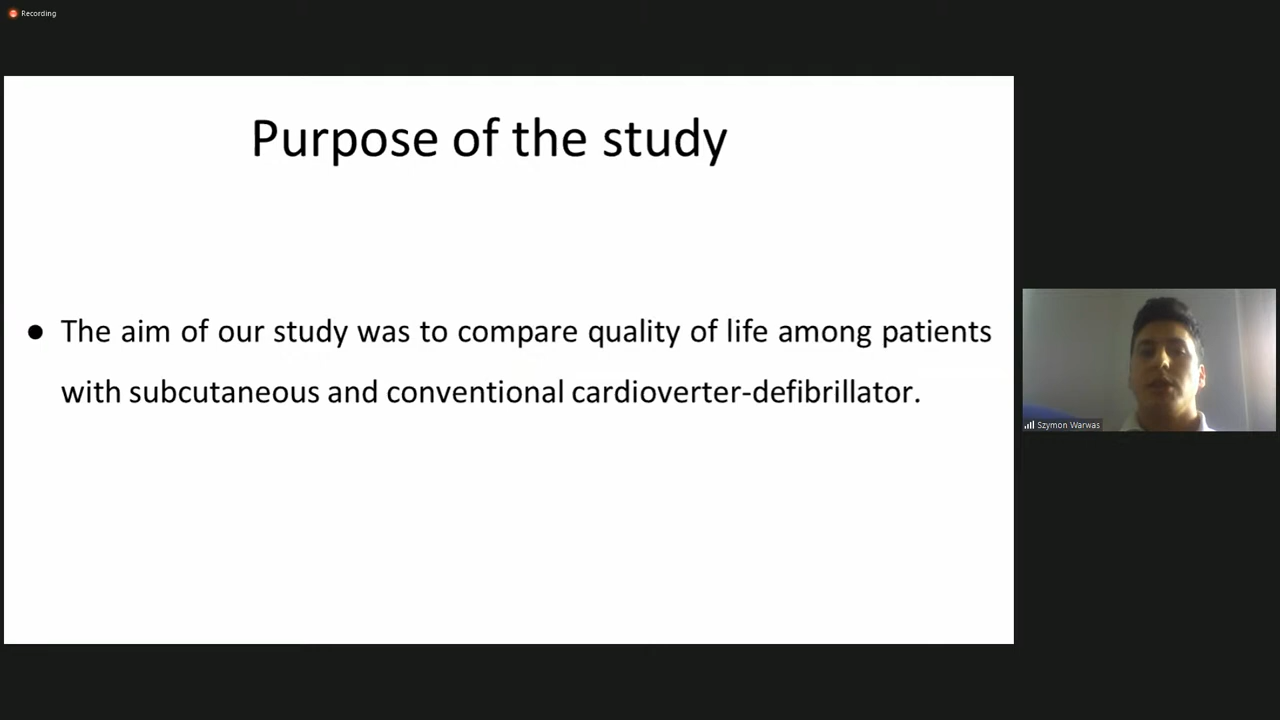 Recording
Purpose of the study
● The aim of our study was to compare quality of life among patients
with subcutaneous and conventional cardioverter-defibrillator.
Szymon Warwas